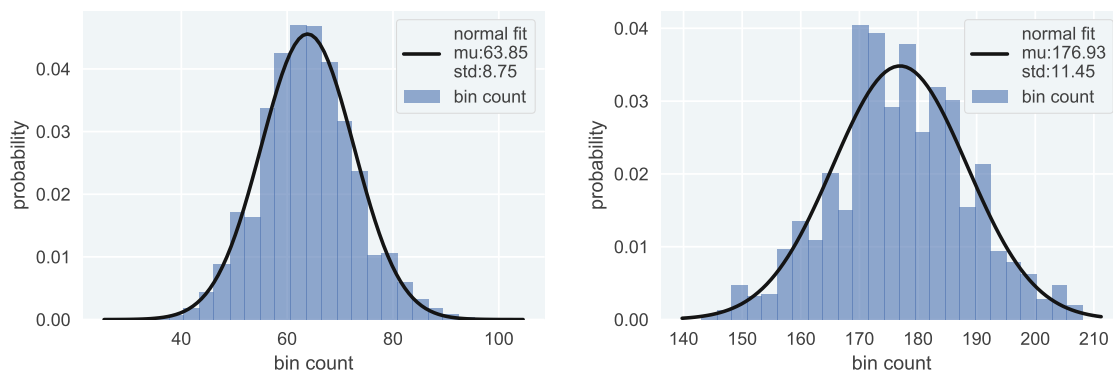 normal fit
mu:63.85
std:8.75
bin count
0.04
0.03
0.02
0.01
0.00
probability
40 60 80 100
bin count
normal fit
mu:176.93
std:11.45
bin count
0.04
0.03
0.02
0.01
0.00
probability
140 150 160 170 180 190 200 210
bin count